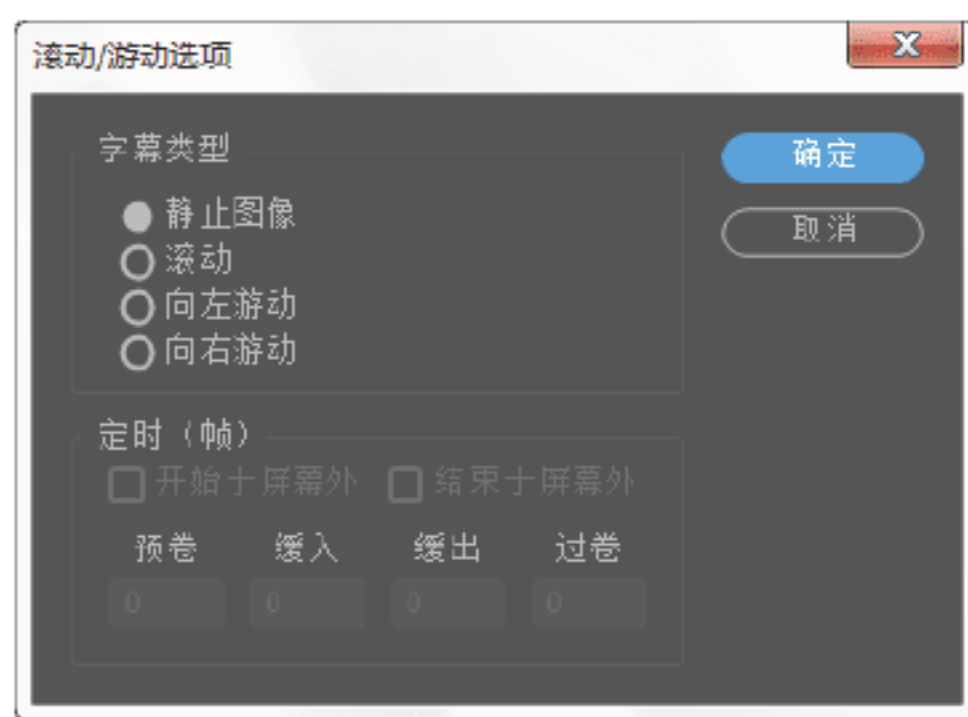 滚动/游动选项
X
字幕类型
静止图像
滚动
向左游动
向右游动
确定
取消
定时（帧）
开始于屏幕外 结束于屏幕外
预卷 缓入 缓出 过卷
0 0 0 0